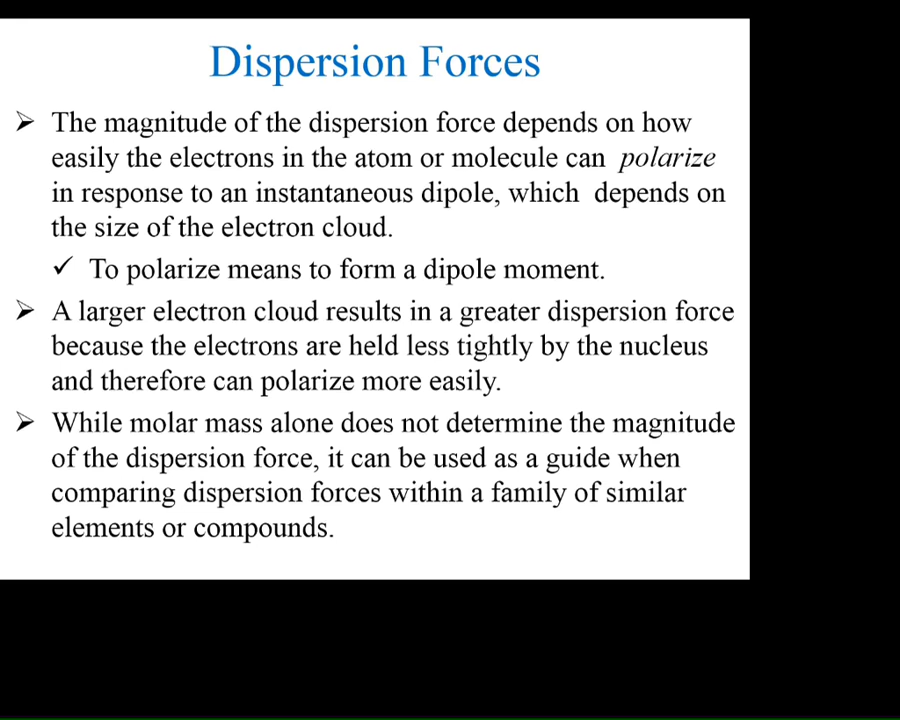 Dispersion Forces
➢ The magnitude of the dispersion force depends on how
easily the electrons in the atom or molecule can polarize
in response to an instantaneous dipole, which depends on
the size of the electron cloud.
✓ To polarize means to form a dipole moment.
➢ A larger electron cloud results in a greater dispersion force
because the electrons are held less tightly by the nucleus
and therefore can polarize more easily.
➢ While molar mass alone does not determine the magnitude
of the dispersion force, it can be used as a guide when
comparing dispersion forces within a family of similar
elements or compounds.